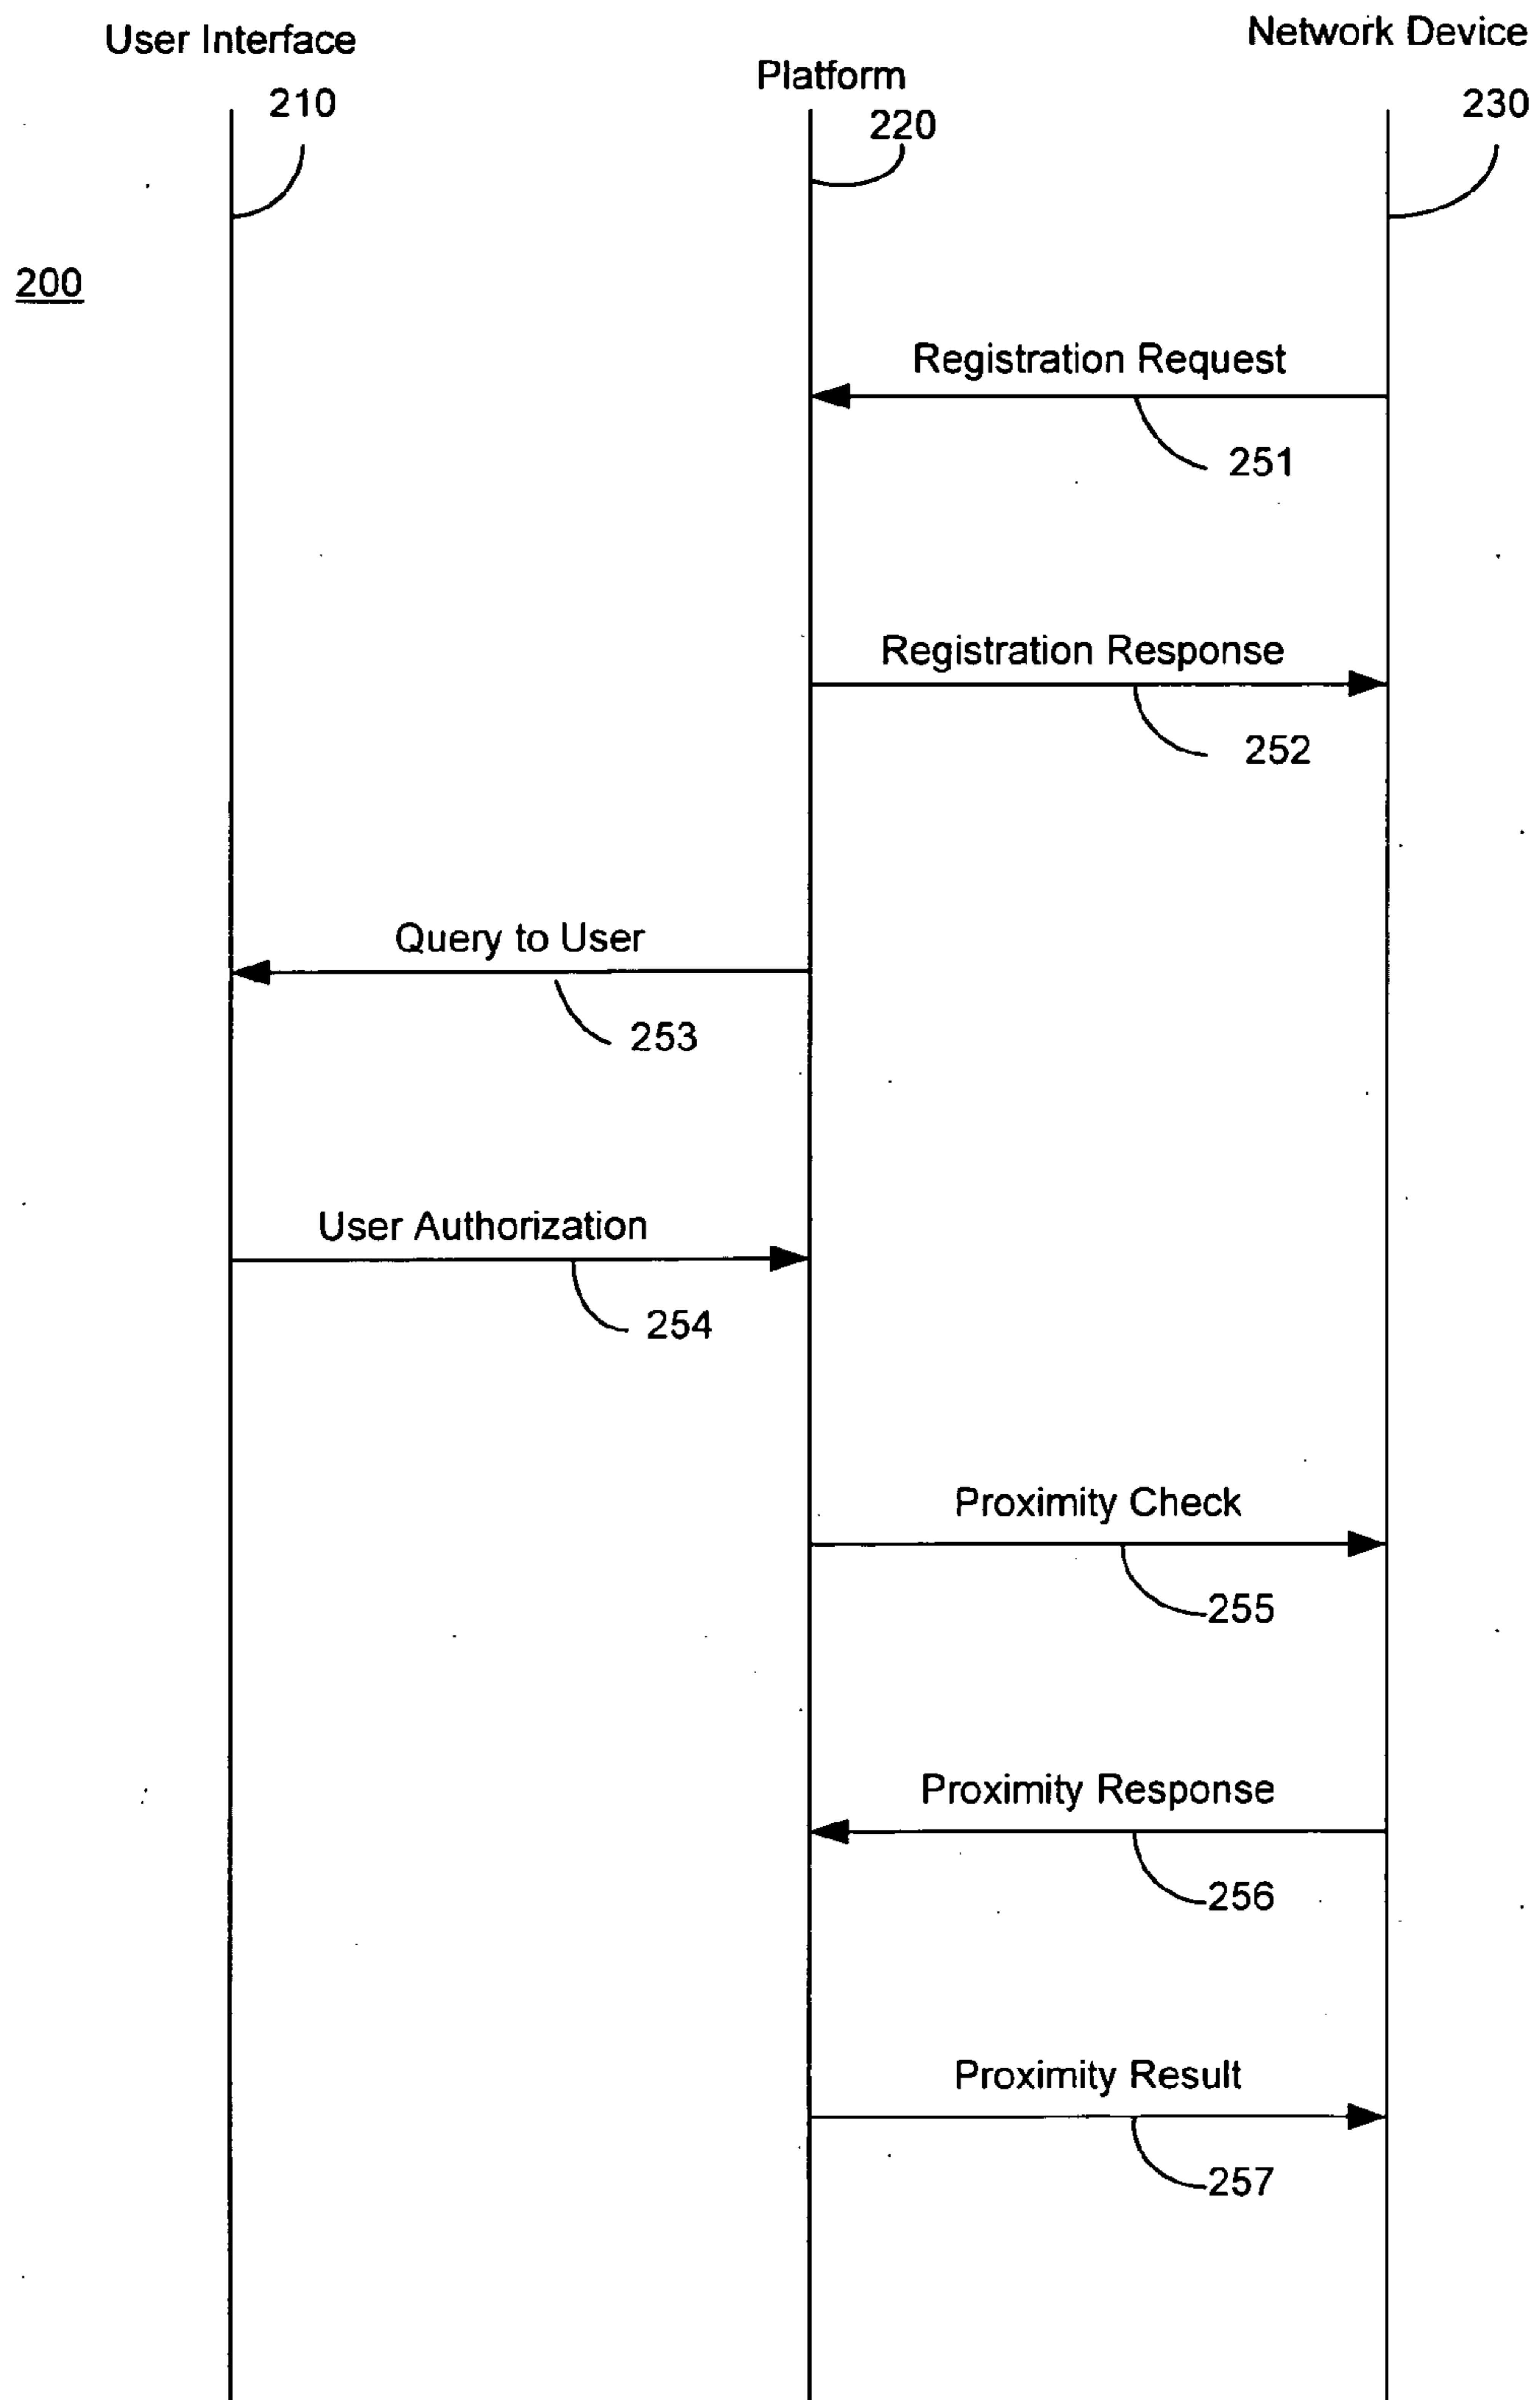 User Interface
Platform
Network Device
210
220
230
200
Registration Request
251
Registration Response
252
Query to User
253
User Authorization
254
Proximity Check
255
Proximity Response
256
Proximity Result
257